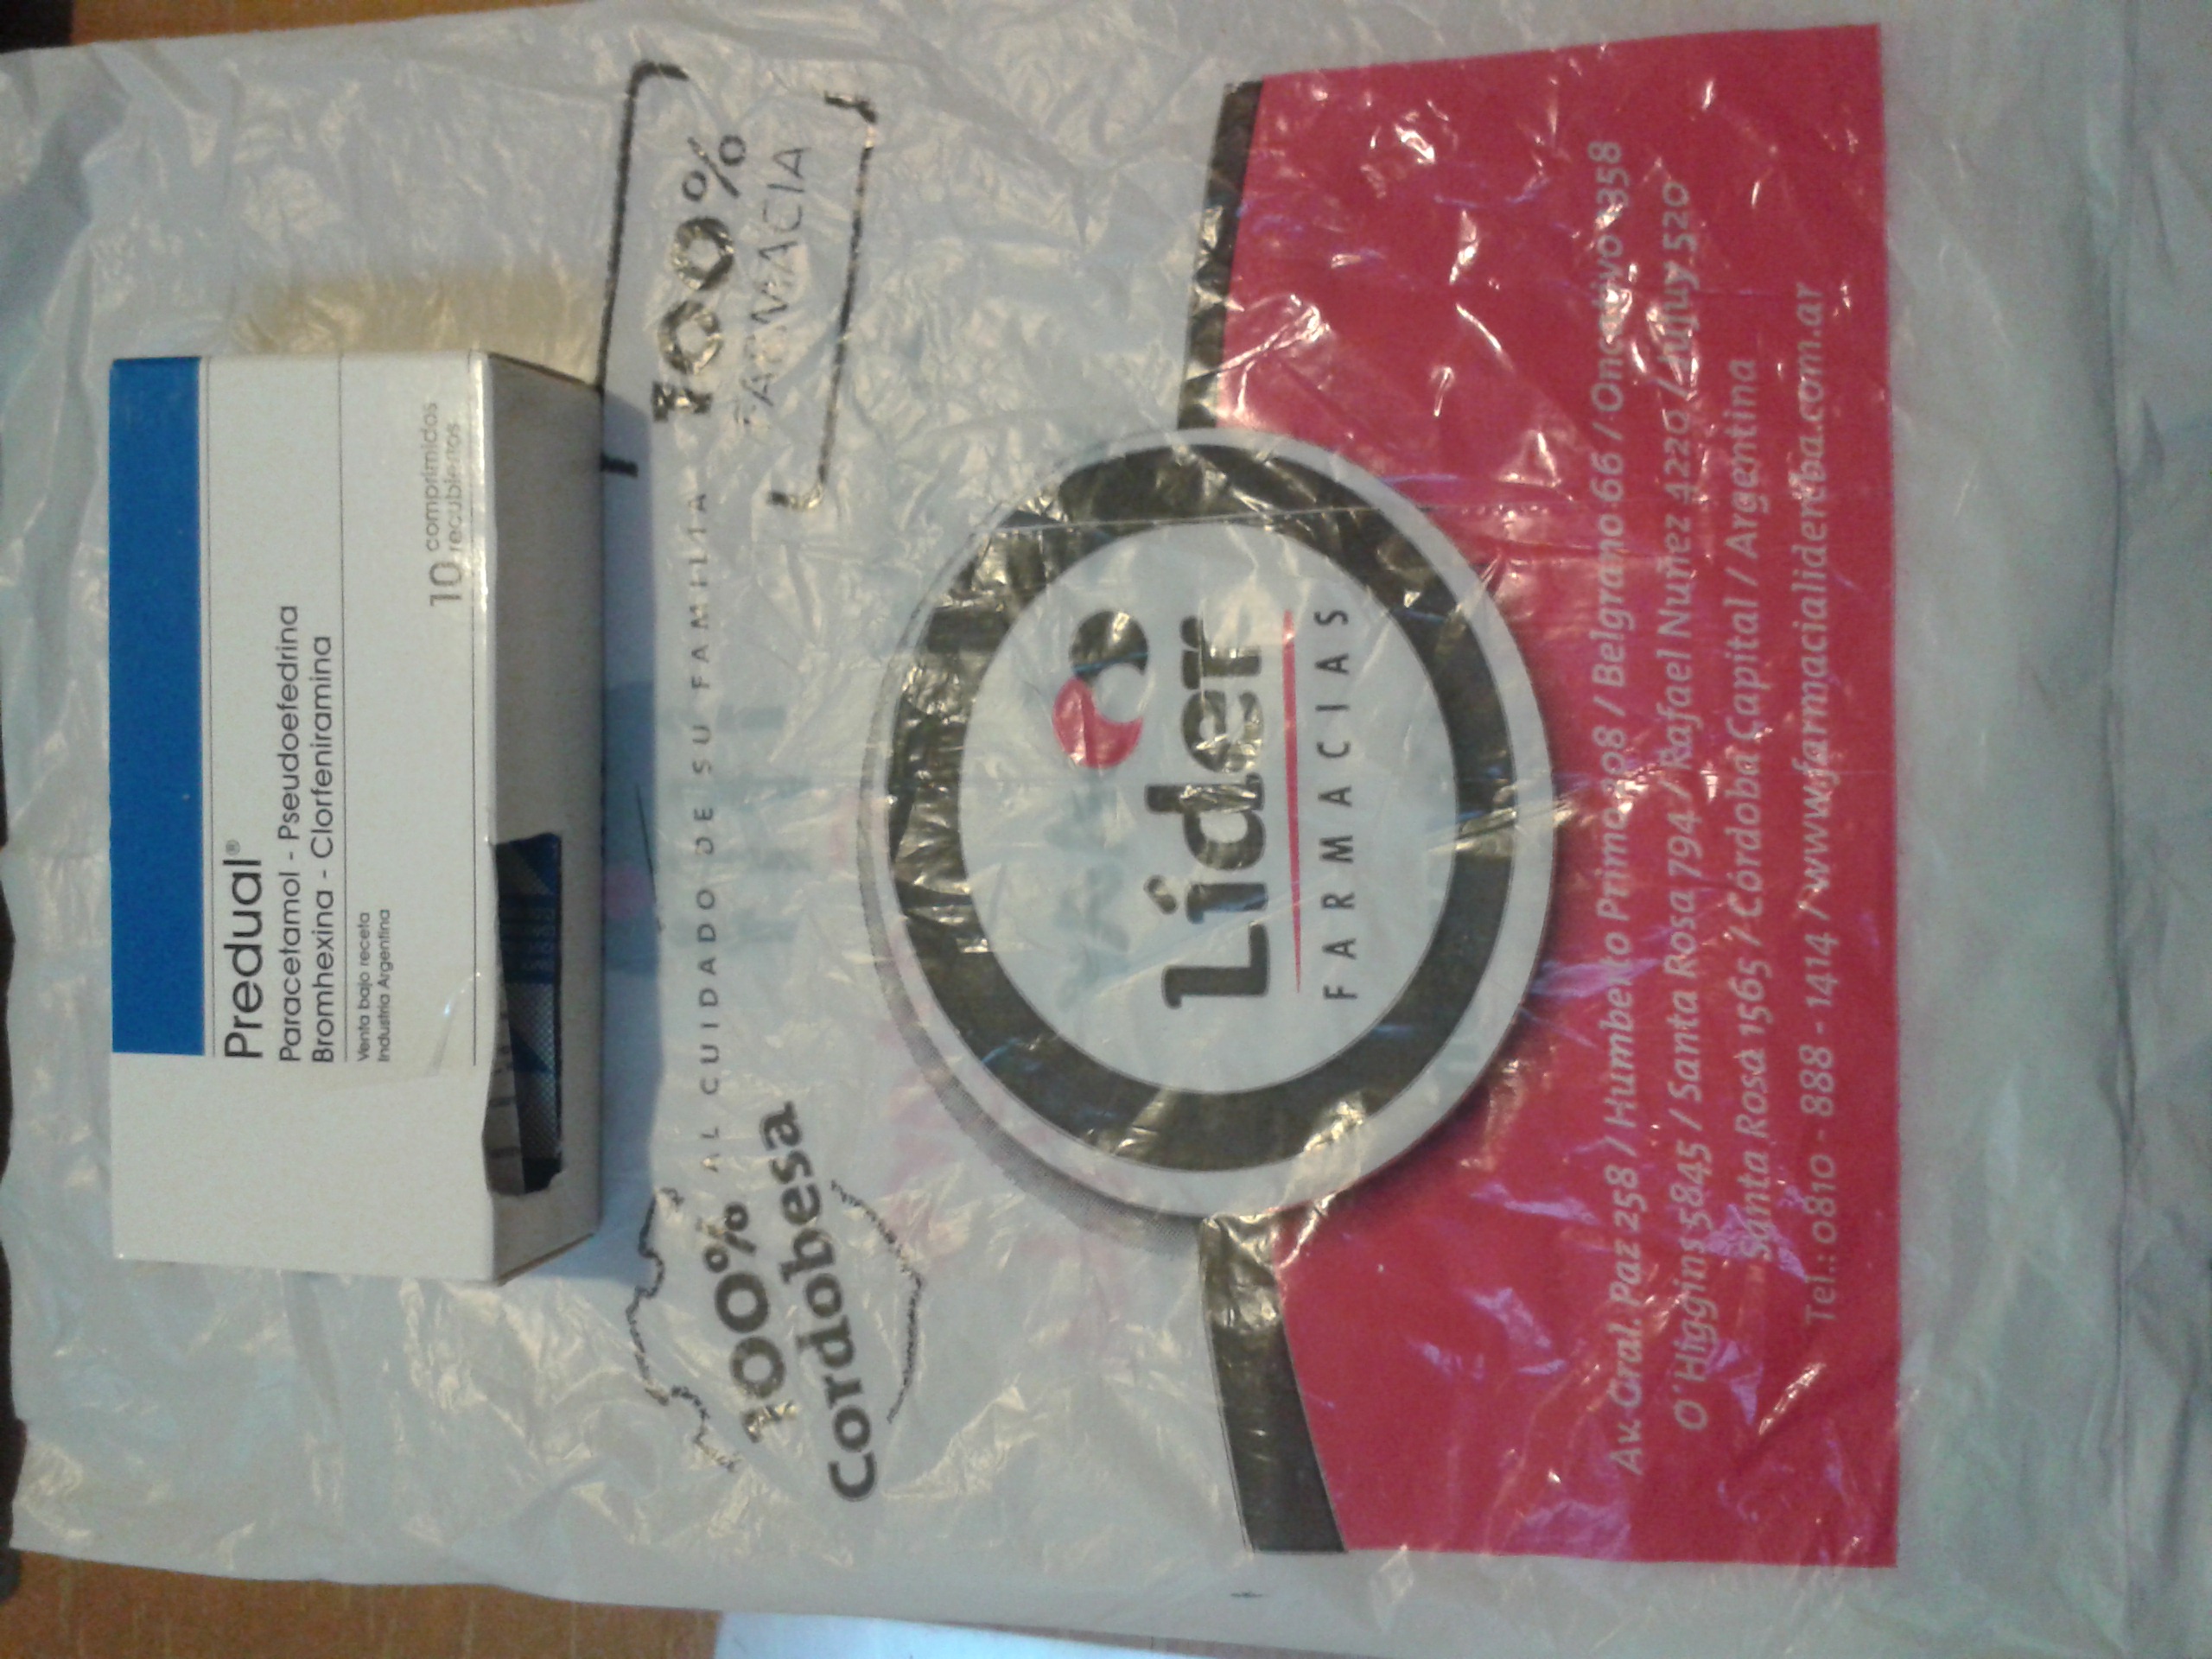 Predual®
Paracetamol - Pseudoefedrina
Bromhexina - Clorfeniramina
Venta bajo receta
Industria Argentina
10 comprimidos
recubiertos
AL CUIDADO DE SU FAMILIA
100%
Cordobesa
100%
FARMACIA
Líder
FARMACIAS
Av. Gral. Paz 258 / Humberto Primo / Belgrano 66 / Oncativo 1358
O´Higgins 5845 / Santa Rosa 794 / Rafael Nuñez 4220 / Jujuy 520
Santa Rosa 1565 / Córdoba Capital / Argentina
Tel.: 0810 - 888 - 1414 / www.farmacialidercba.com.ar